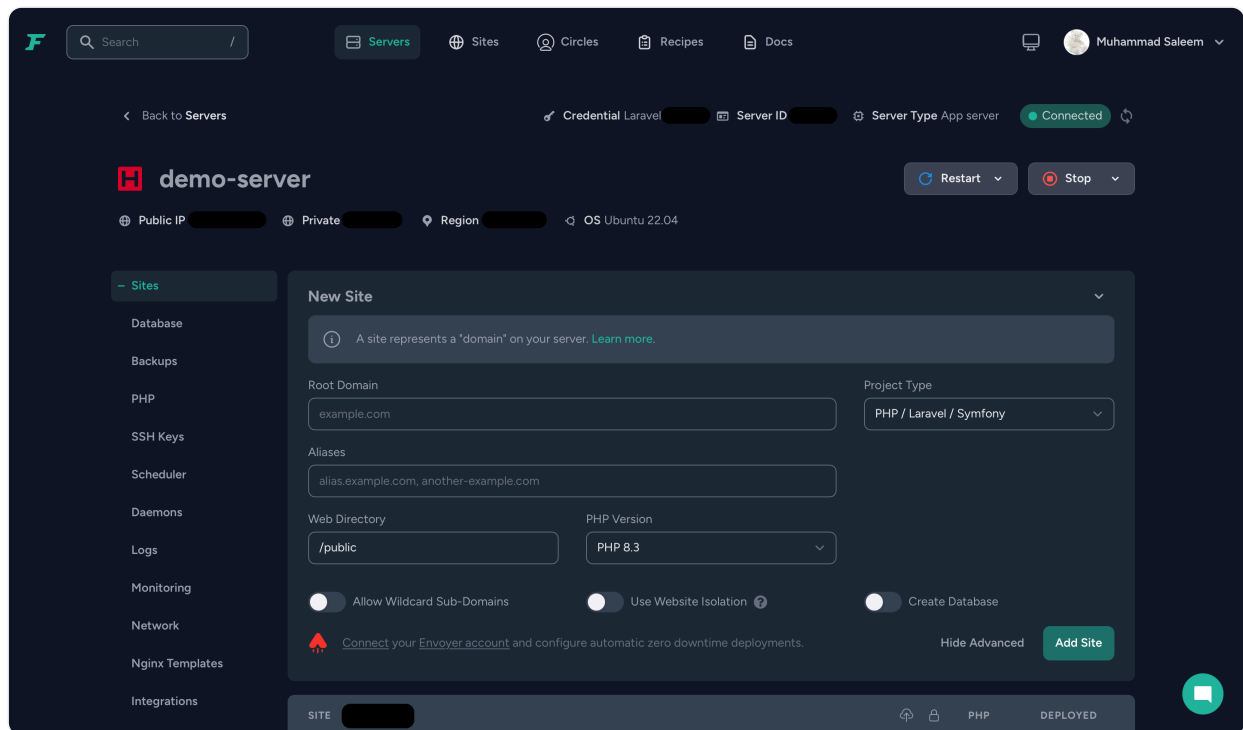 Search /
Servers
Sites
Circles
Recipes
Docs
Muhammad Saleem
Back to Servers
Credential Laravel
Server ID
Server Type App server
Connected
H demo-server
Restart
Stop
Public IP
Private
Region
OS Ubuntu 22.04
– Sites
Database
Backups
PHP
SSH Keys
Scheduler
Daemons
Logs
Monitoring
Network
Nginx Templates
Integrations
New Site
A site represents a "domain" on your server. Learn more.
Root Domain
Project Type
example.com
PHP / Laravel / Symfony
Aliases
alias.example.com, another-example.com
Web Directory
PHP Version
/public
PHP 8.3
Allow Wildcard Sub-Domains
Use Website Isolation ?
Create Database
Connect your Envoyer account and configure automatic zero downtime deployments.
Hide Advanced
Add Site
SITE
PHP
DEPLOYED